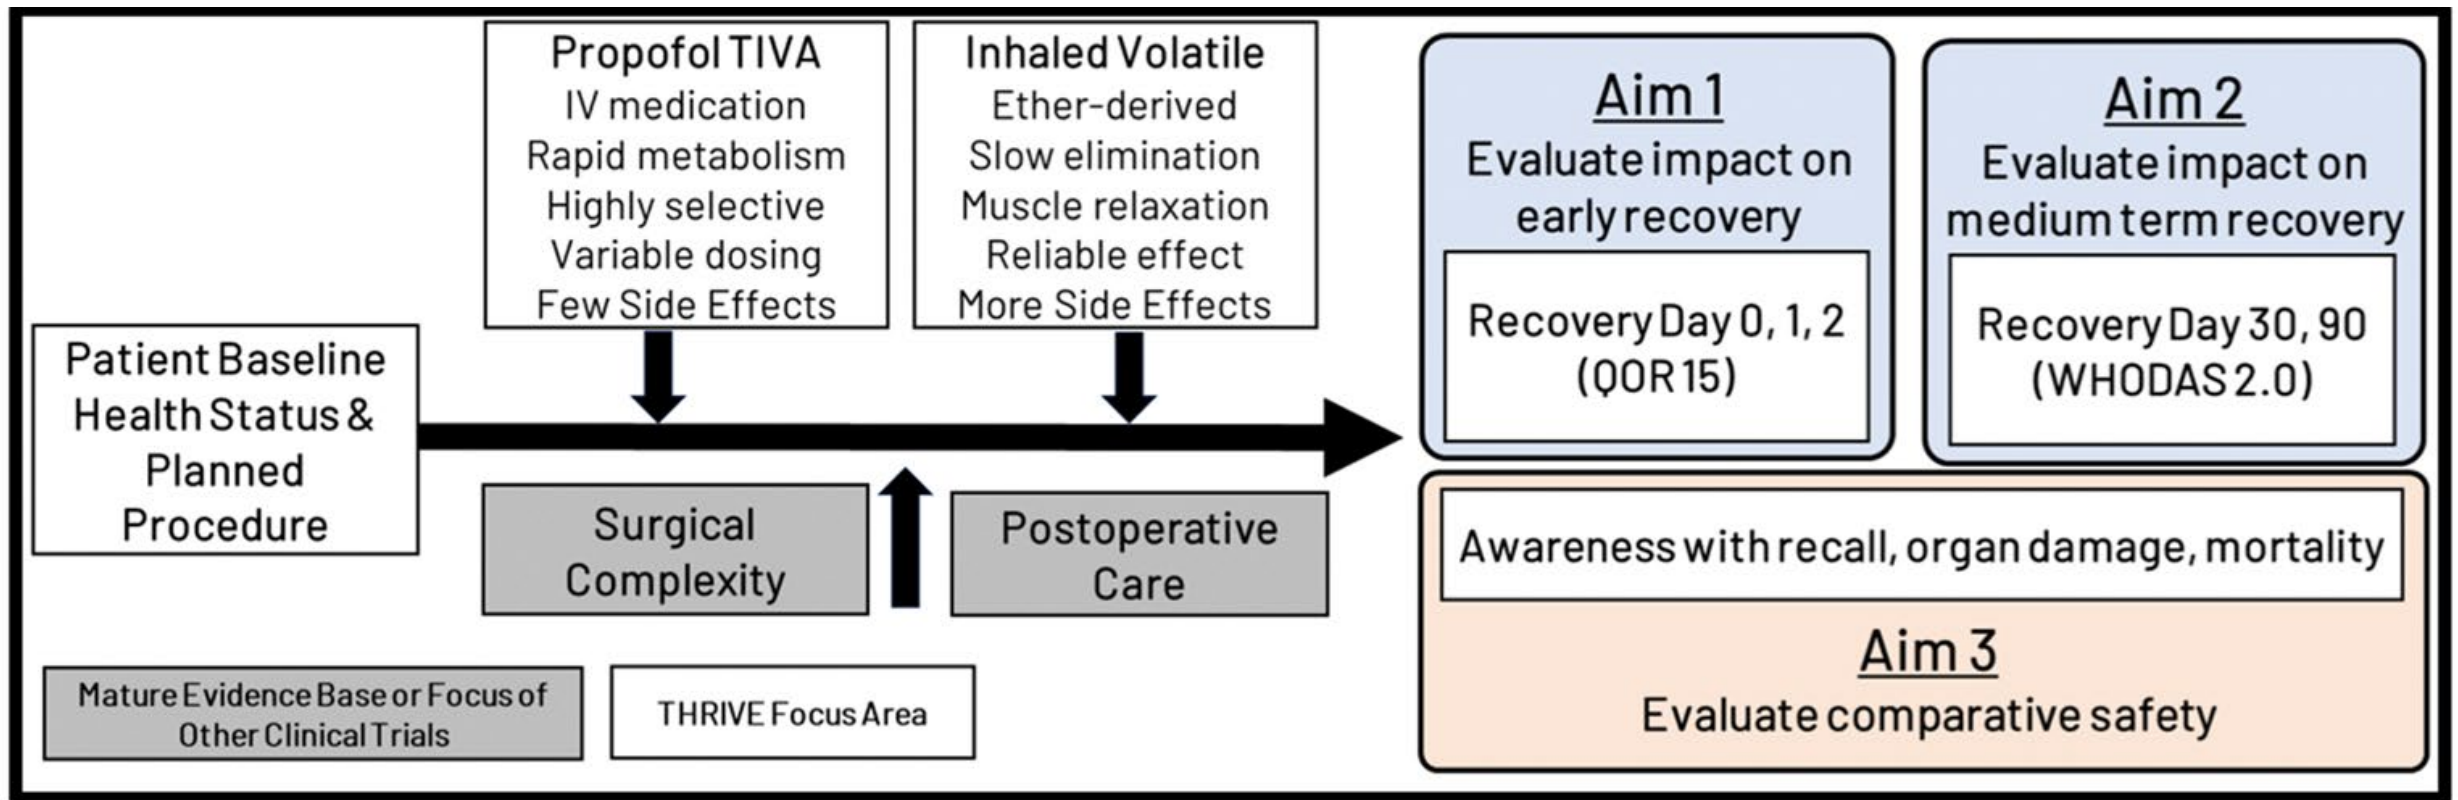 Propofol TIVA
IV medication
Rapid metabolism
Highly selective
Variable dosing
Few Side Effects
Inhaled Volatile
Ether-derived
Slow elimination
Muscle relaxation
Reliable effect
More Side Effects
Patient Baseline
Health Status &
Planned
Procedure
Surgical
Complexity
Postoperative
Care
Mature Evidence Base or Focus of
Other Clinical Trials
THRIVE Focus Area
Aim 1
Evaluate impact on
early recovery
Recovery Day 0, 1, 2
(QOR 15)
Aim 2
Evaluate impact on
medium term recovery
Recovery Day 30, 90
(WHODAS 2.0)
Awareness with recall, organ damage, mortality
Aim 3
Evaluate comparative safety